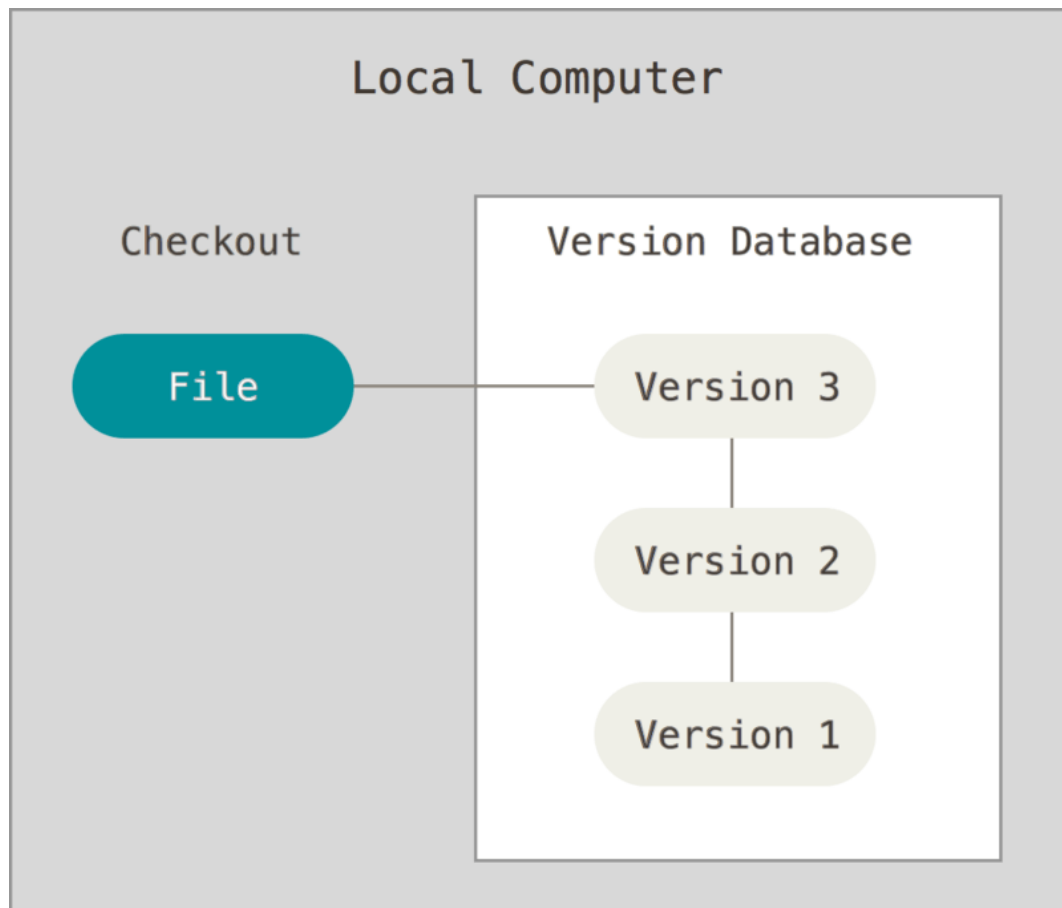 Local Computer
Checkout
Version Database
File
Version 3
Version 2
Version 1